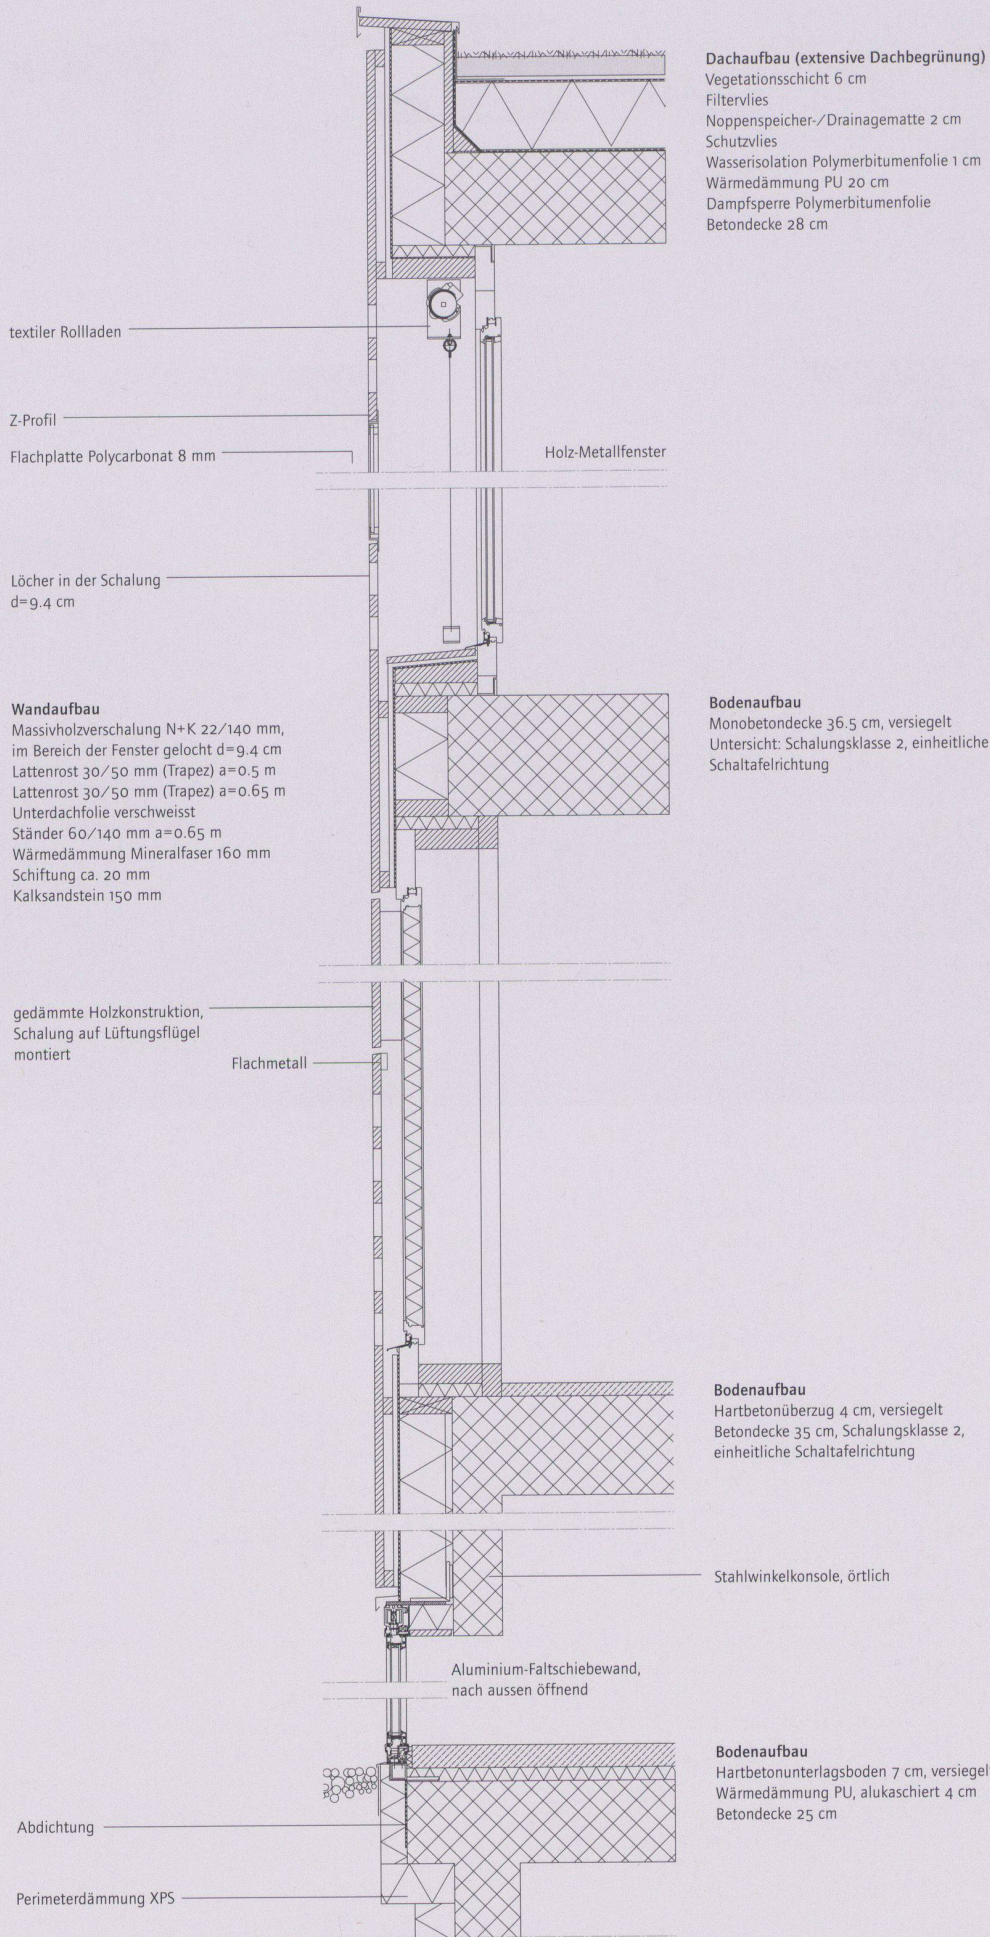 Dachaufbau (extensive Dachbegrünung)
Vegetationsschicht 6 cm
Filtervlies
Noppenspeicher-/Drainagematte 2 cm
Schutzvlies
Wasserisolation Polymerbitumenfolie 1 cm
Wärmedämmung PU 20 cm
Dampfsperre Polymerbitumenfolie
Betondecke 28 cm
textiler Rollladen
Z-Profil
Flachplatte Polycarbonat 8 mm
Holz-Metallfenster
Löcher in der Schalung
d=9.4 cm
Wandaufbau
Massivholzverschalung N+K 22/140 mm,
im Bereich der Fenster gelocht d=9.4 cm
Lattenrost 30/50 mm (Trapez) a=0.5 m
Lattenrost 30/50 mm (Trapez) a=0.65 m
Unterdachfolie verschweisst
Ständer 60/140 mm a=0.65 m
Wärmedämmung Mineralfaser 160 mm
Schiftung ca. 20 mm
Kalksandstein 150 mm
Bodenaufbau
Monobetondecke 36.5 cm, versiegelt
Untersicht: Schalungsklasse 2, einheitliche
Schaltafelrichtung
gedämmte Holzkonstruktion,
Schalung auf Lüftungsflügel
montiert
Flachmetall
Bodenaufbau
Hartbetonüberzug 4 cm, versiegelt
Betondecke 35 cm, Schalungsklasse 2,
einheitliche Schaltafelrichtung
Stahlwinkelkonsole, örtlich
Aluminium-Faltschiebewand,
nach aussen öffnend
Bodenaufbau
Hartbetonunterlagsboden 7 cm, versiegelt
Wärmedämmung PU, alukaschiert 4 cm
Betondecke 25 cm
Abdichtung
Perimeterdämmung XPS